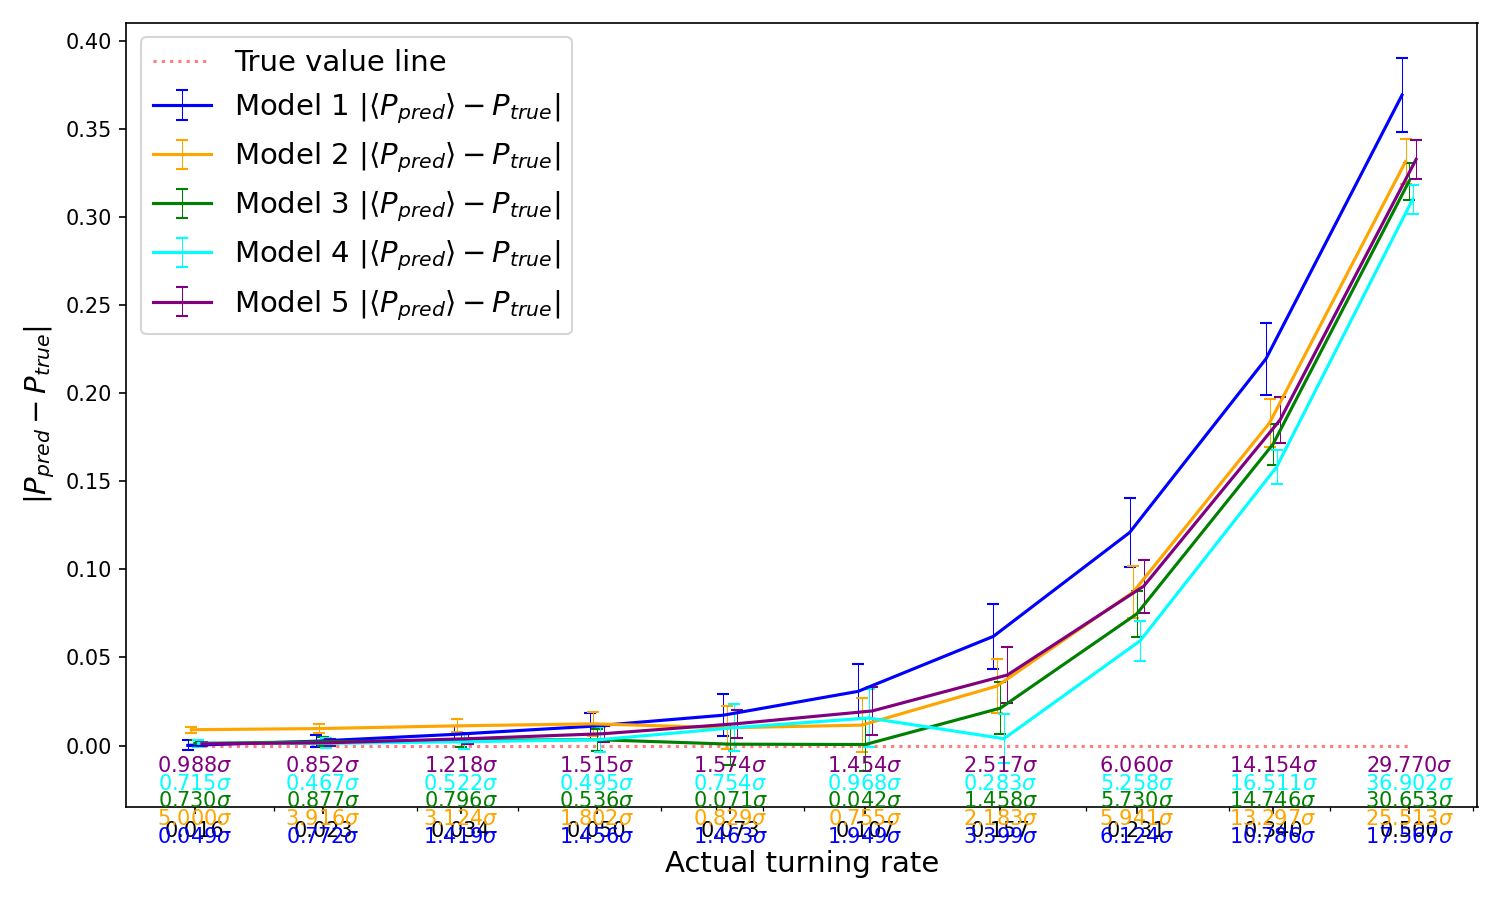 0.40
0.35
0.30
0.25
0.20
0.15
0.10
0.05
0.00
|P_pred − P_true|
True value line
Model 1 |⟨P_pred⟩ − P_true|
Model 2 |⟨P_pred⟩ − P_true|
Model 3 |⟨P_pred⟩ − P_true|
Model 4 |⟨P_pred⟩ − P_true|
Model 5 |⟨P_pred⟩ − P_true|
0.988σ 0.852σ 1.218σ 1.515σ 1.574σ 1.454σ 2.517σ 6.060σ 14.154σ 29.770σ
0.715σ 0.467σ 0.522σ 0.495σ 0.754σ 0.968σ 0.283σ 5.258σ 16.511σ 36.902σ
0.730σ 0.877σ 0.796σ 0.536σ 0.071σ 0.042σ 1.458σ 5.730σ 14.746σ 30.653σ
5.000σ 3.916σ 3.124σ 1.802σ 0.829σ 0.755σ 2.183σ 5.941σ 13.297σ 25.513σ
0.016 0.023 0.034 0.050 0.073 0.107 0.157 0.231 0.340 0.500
0.049σ 0.772σ 1.419σ 1.456σ 1.463σ 1.949σ 3.399σ 6.124σ 10.786σ 17.567σ
Actual turning rate